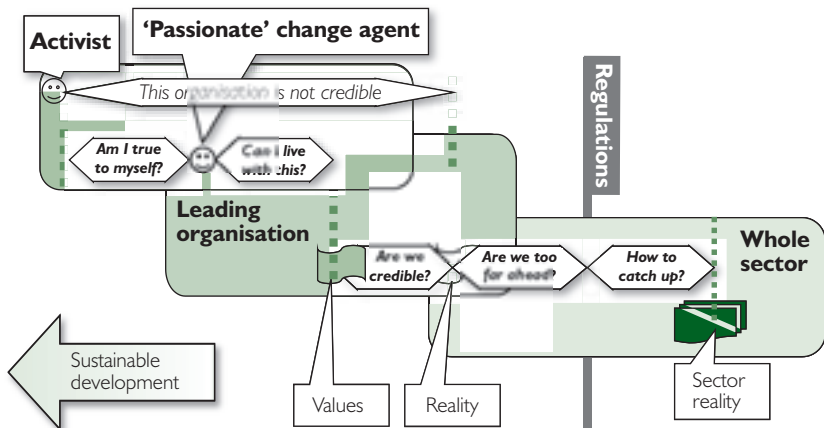 ‘Passionate’ change agent
Activist
This organisation is not credible
Regulations
Am I true
to myself?
Can I live
with this?
Leading
organisation
Whole
sector
Are we
credible?
Are we too
far ahead?
How to
catch up?
Sustainable
development
Values
Reality
Sector
reality